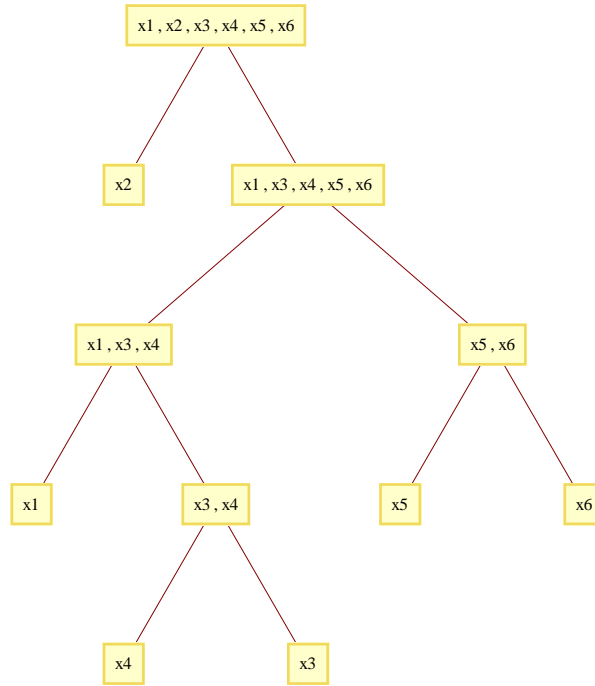 x1 , x2 , x3 , x4 , x5 , x6
x2
x1 , x3 , x4 , x5 , x6
x1 , x3 , x4
x5 , x6
x1
x3 , x4
x5
x6
x4
x3